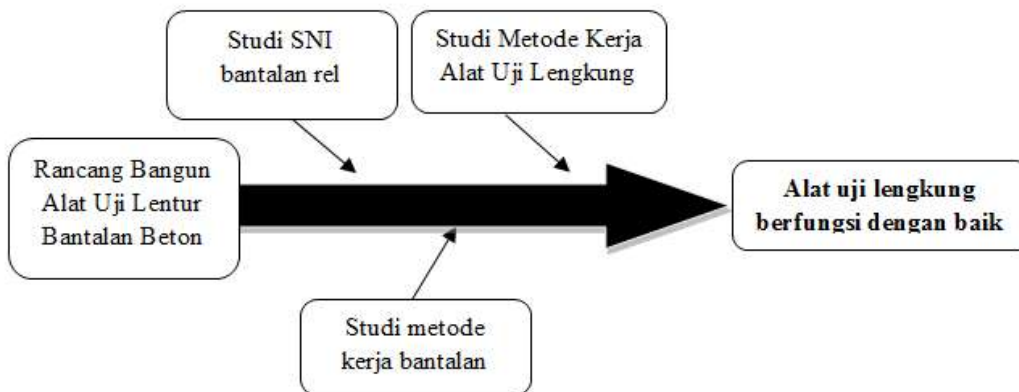 Studi SNI
bantalan rel
Studi Metode Kerja
Alat Uji Lengkung
Rancang Bangun
Alat Uji Lentur
Bantalan Beton
Alat uji lengkung
berfungsi dengan baik
Studi metode
kerja bantalan